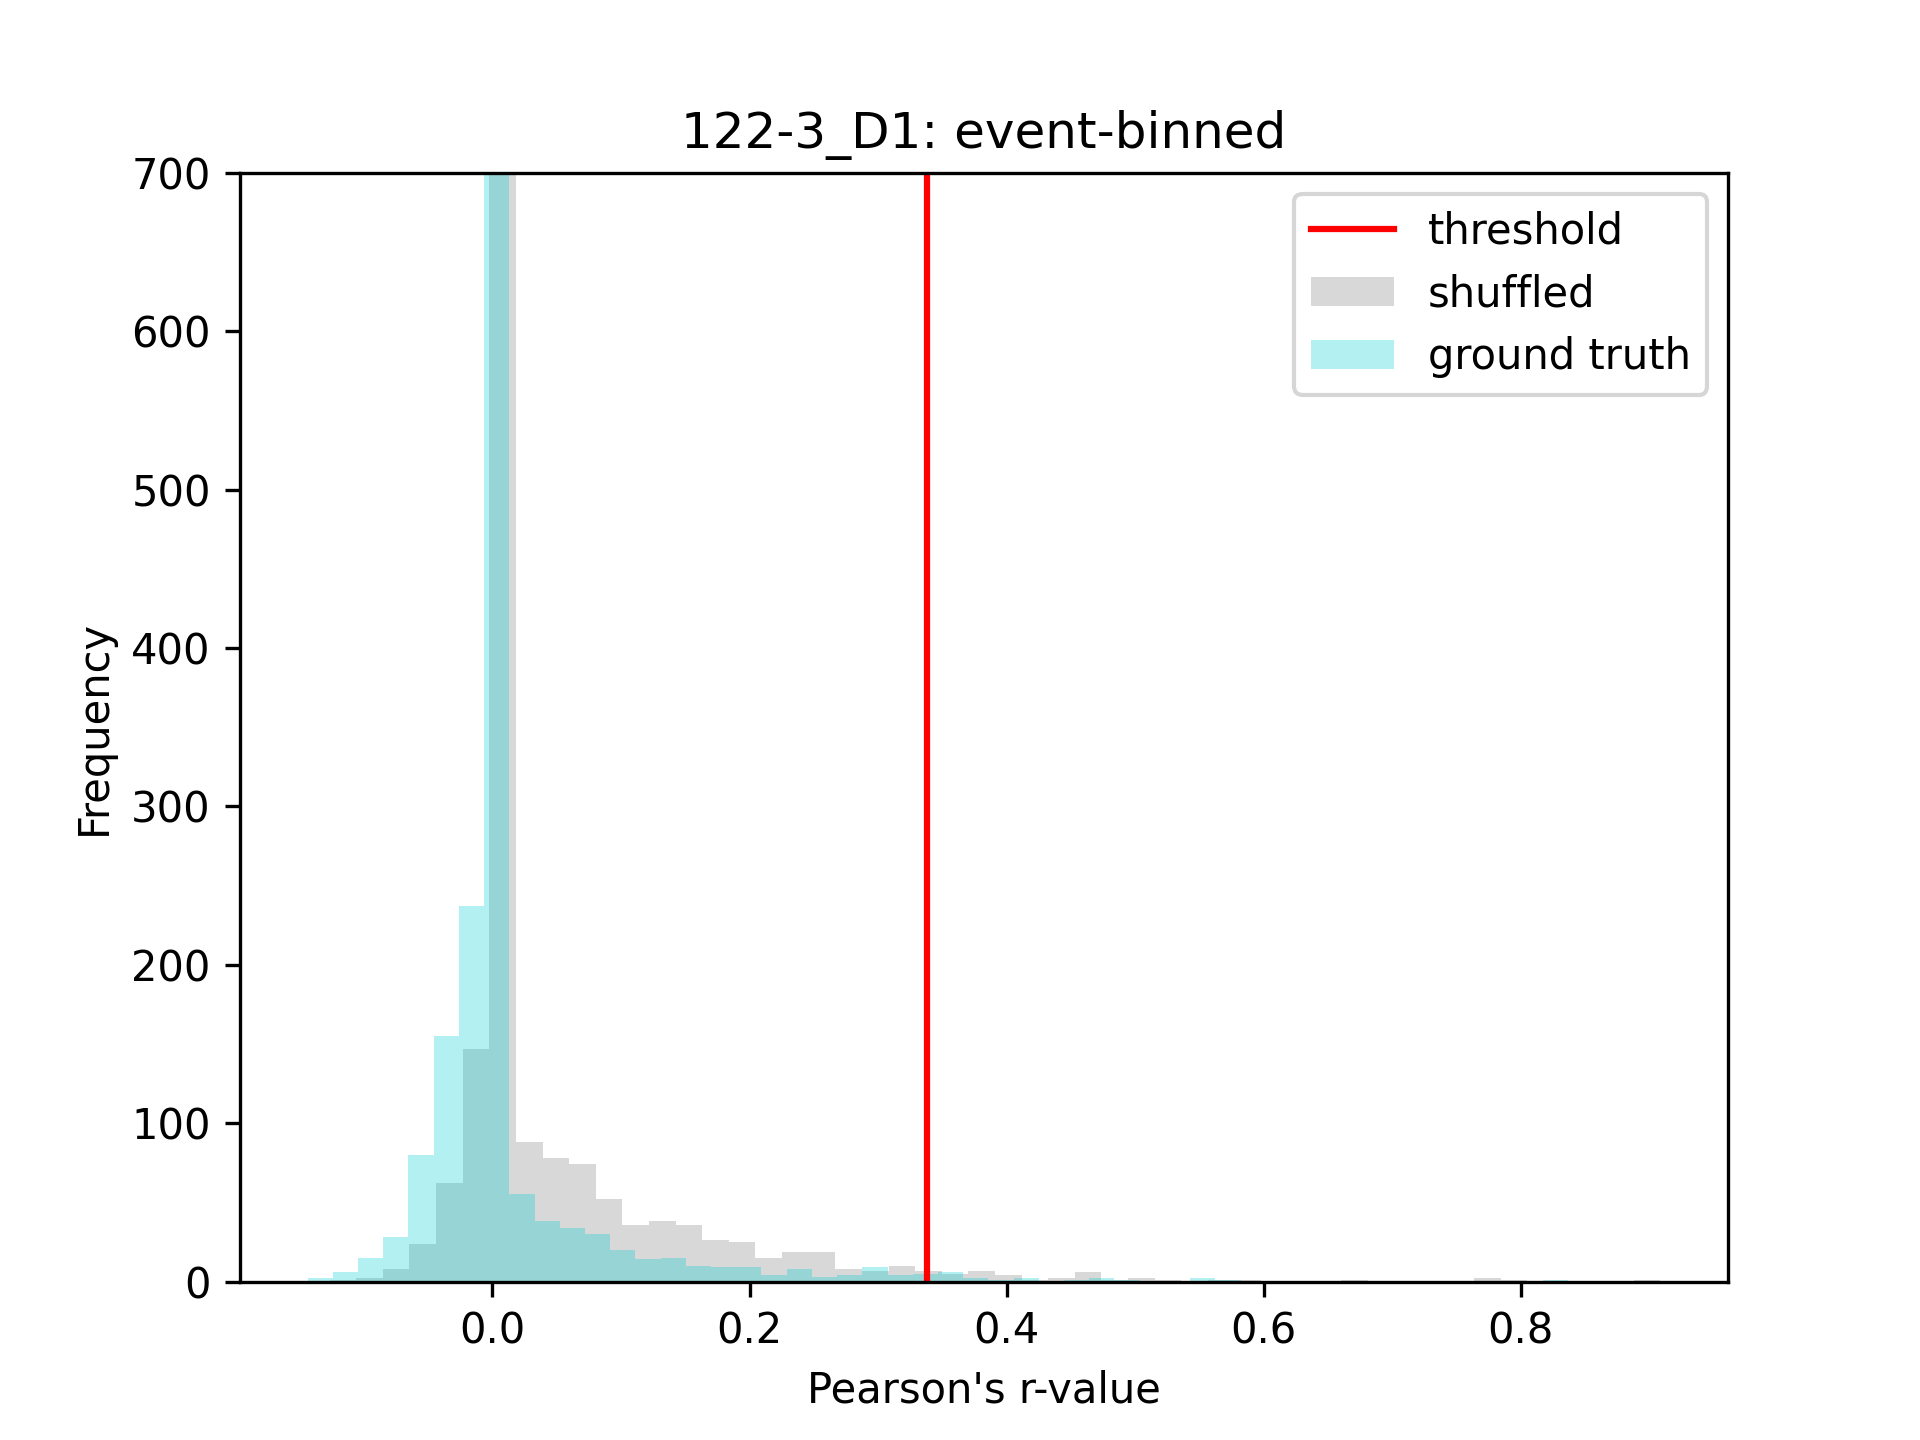 122-3_D1: event-binned
700
600
500
400
300
200
100
0
Frequency
threshold
shuffled
ground truth
0.0 0.2 0.4 0.6 0.8
Pearson's r-value